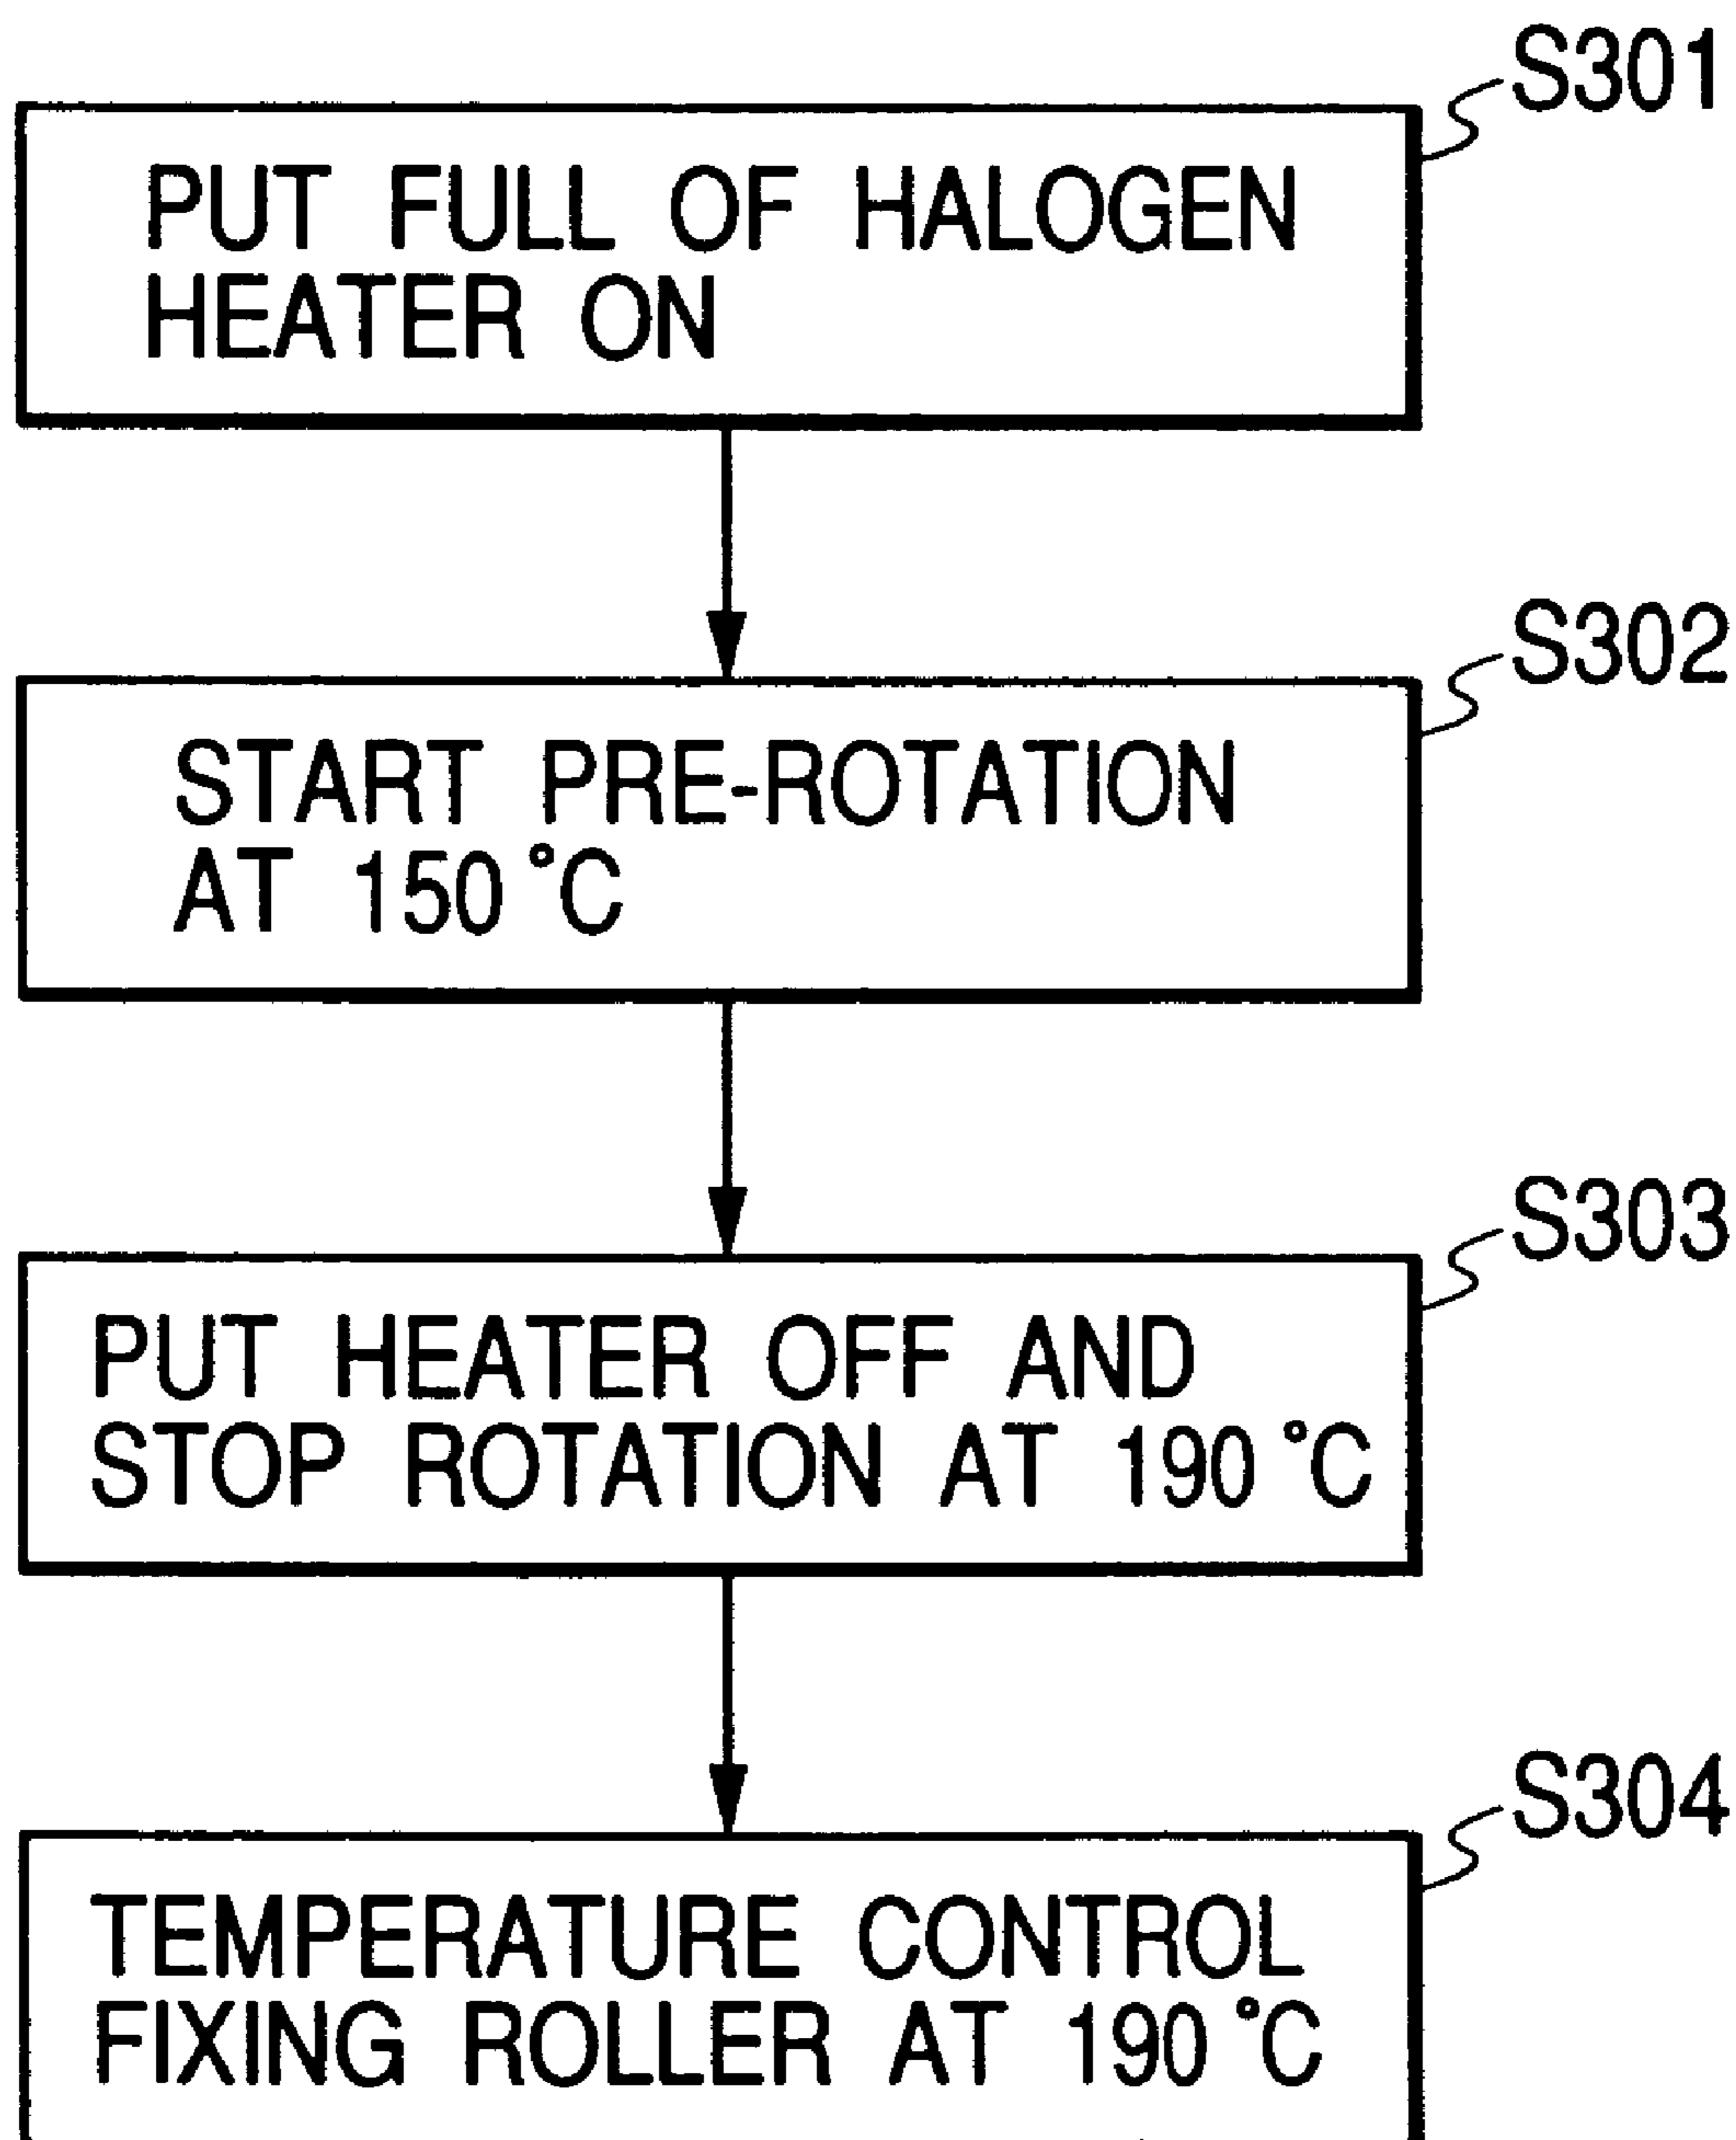 S301
PUT FULL OF HALOGEN
HEATER ON
S302
START PRE-ROTATION
AT 150°C
S303
PUT HEATER OFF AND
STOP ROTATION AT 190°C
S304
TEMPERATURE CONTROL
FIXING ROLLER AT 190°C